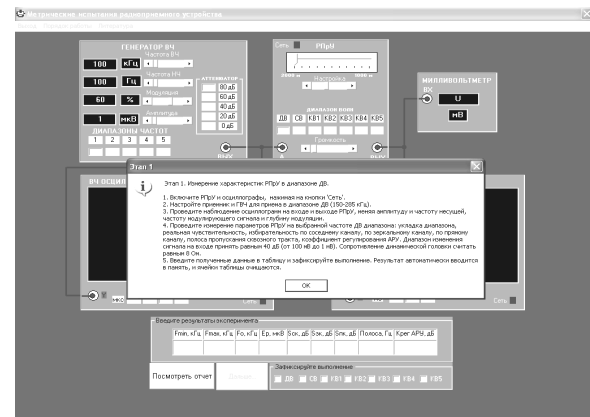 Метрические испытания радиоприемного устройства
ГЕНЕРАТОР ВЧ
Частота ВЧ
100 кГц
Частота НЧ
100 Гц
Модуляция
60 %
Амплитуда
1 мкВ
АТТЕНЮАТОР
80 дБ
60 дБ
40 дБ
20 дБ
0 дБ
ДИАПАЗОНЫ ЧАСТОТ
1 2 3 4 5
ВЫХ
Сеть РПрУ
Настройка
ДИАПАЗОН ВОЛН
ДВ СВ КВ1 КВ2 КВ3 КВ4 КВ5
Громкость
А ВЫХ
МИЛЛИВОЛЬТМЕТР
ВХ
U
мВ
ВЧ ОСЦИЛ
Этап 1
Этап 1. Измерение характеристик РПрУ в диапазоне ДВ.
1. Включите РПрУ и осциллографы, нажимая на кнопки 'Сеть'.
2. Настройте приемник и ГВЧ для приема в диапазоне ДВ (150-285 кГц).
3. Проведите наблюдение осциллограмм на входе и выходе РПрУ, меняя амплитуду и частоту несущей,
частоту модулирующего сигнала и глубину модуляции.
4. Проведите измерение параметров РПрУ на выбранной частоте ДВ диапазона: укладка диапазона,
реальная чувствительность, избирательность по соседнему каналу, по зеркальному каналу, по прямому
каналу, полоса пропускания сквозного тракта, коэффициент регулирования АРУ. Диапазон изменения
сигнала на входе принять равным 40 дБ (от 100 мВ до 1 мВ). Сопротивление динамической головки считать
равным 8 Ом.
5. Введите полученные данные в таблицу и зафиксируйте выполнение. Результат автоматически вводится
в память, и ячейки таблицы очищаются.
OK
Сеть
Сеть
Введите результаты эксперимента
Fmin, кГц Fmax, кГц Fo, кГц Ep, мкВ Sск, дБ Sзк, дБ Sпк, дБ Полоса, Гц Kрег АРУ, дБ
Посмотреть отчет
Зафиксируйте выполнение
ДВ СВ КВ1 КВ2 КВ3 КВ4 КВ5